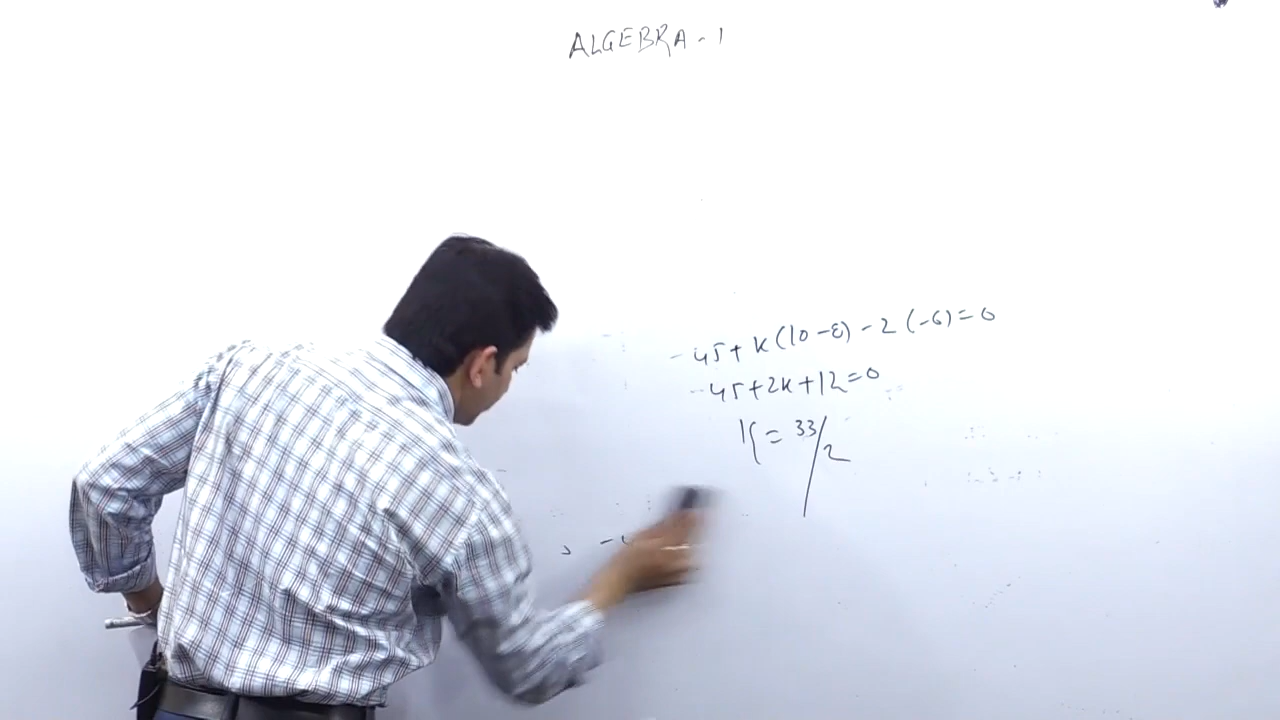 ALGEBRA - 1
- 45 + k (10 - 8) - 2 (-6) = 0
- 45 + 2k + 12 = 0
k = 33/2